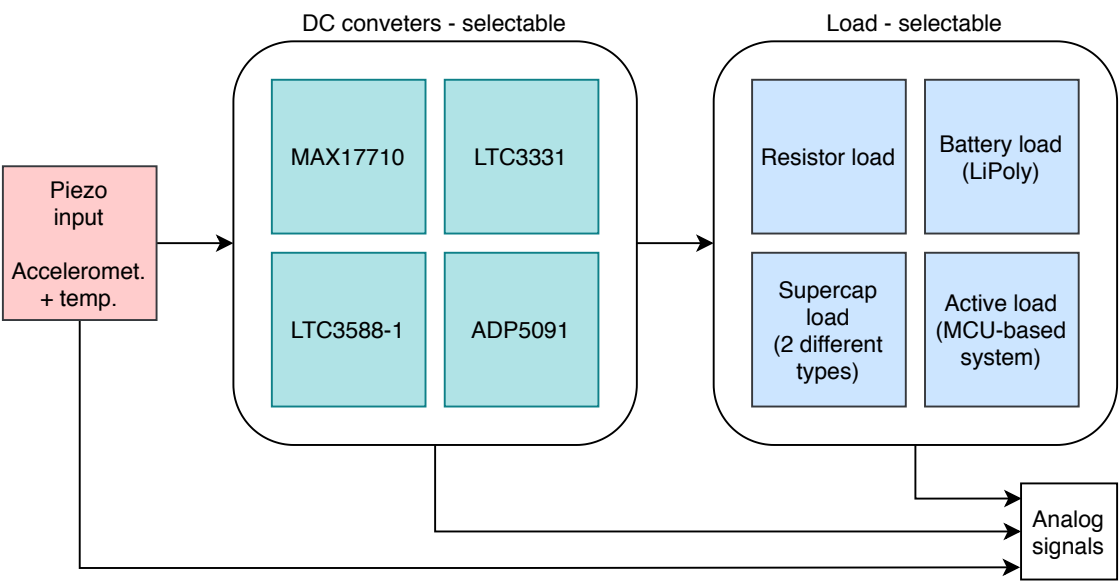 DC conveters - selectable
Load - selectable
Piezo
input
Acceleromet.
+ temp.
MAX17710
LTC3331
LTC3588-1
ADP5091
Resistor load
Battery load
(LiPoly)
Supercap
load
(2 different
types)
Active load
(MCU-based
system)
Analog
signals